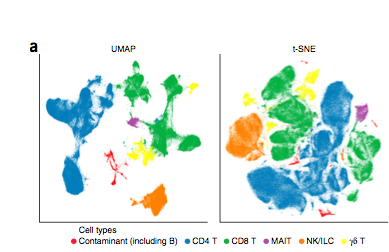 a
UMAP
t-SNE
Cell types
Contaminant (including B) CD4 T CD8 T MAIT NK/ILC γδ T